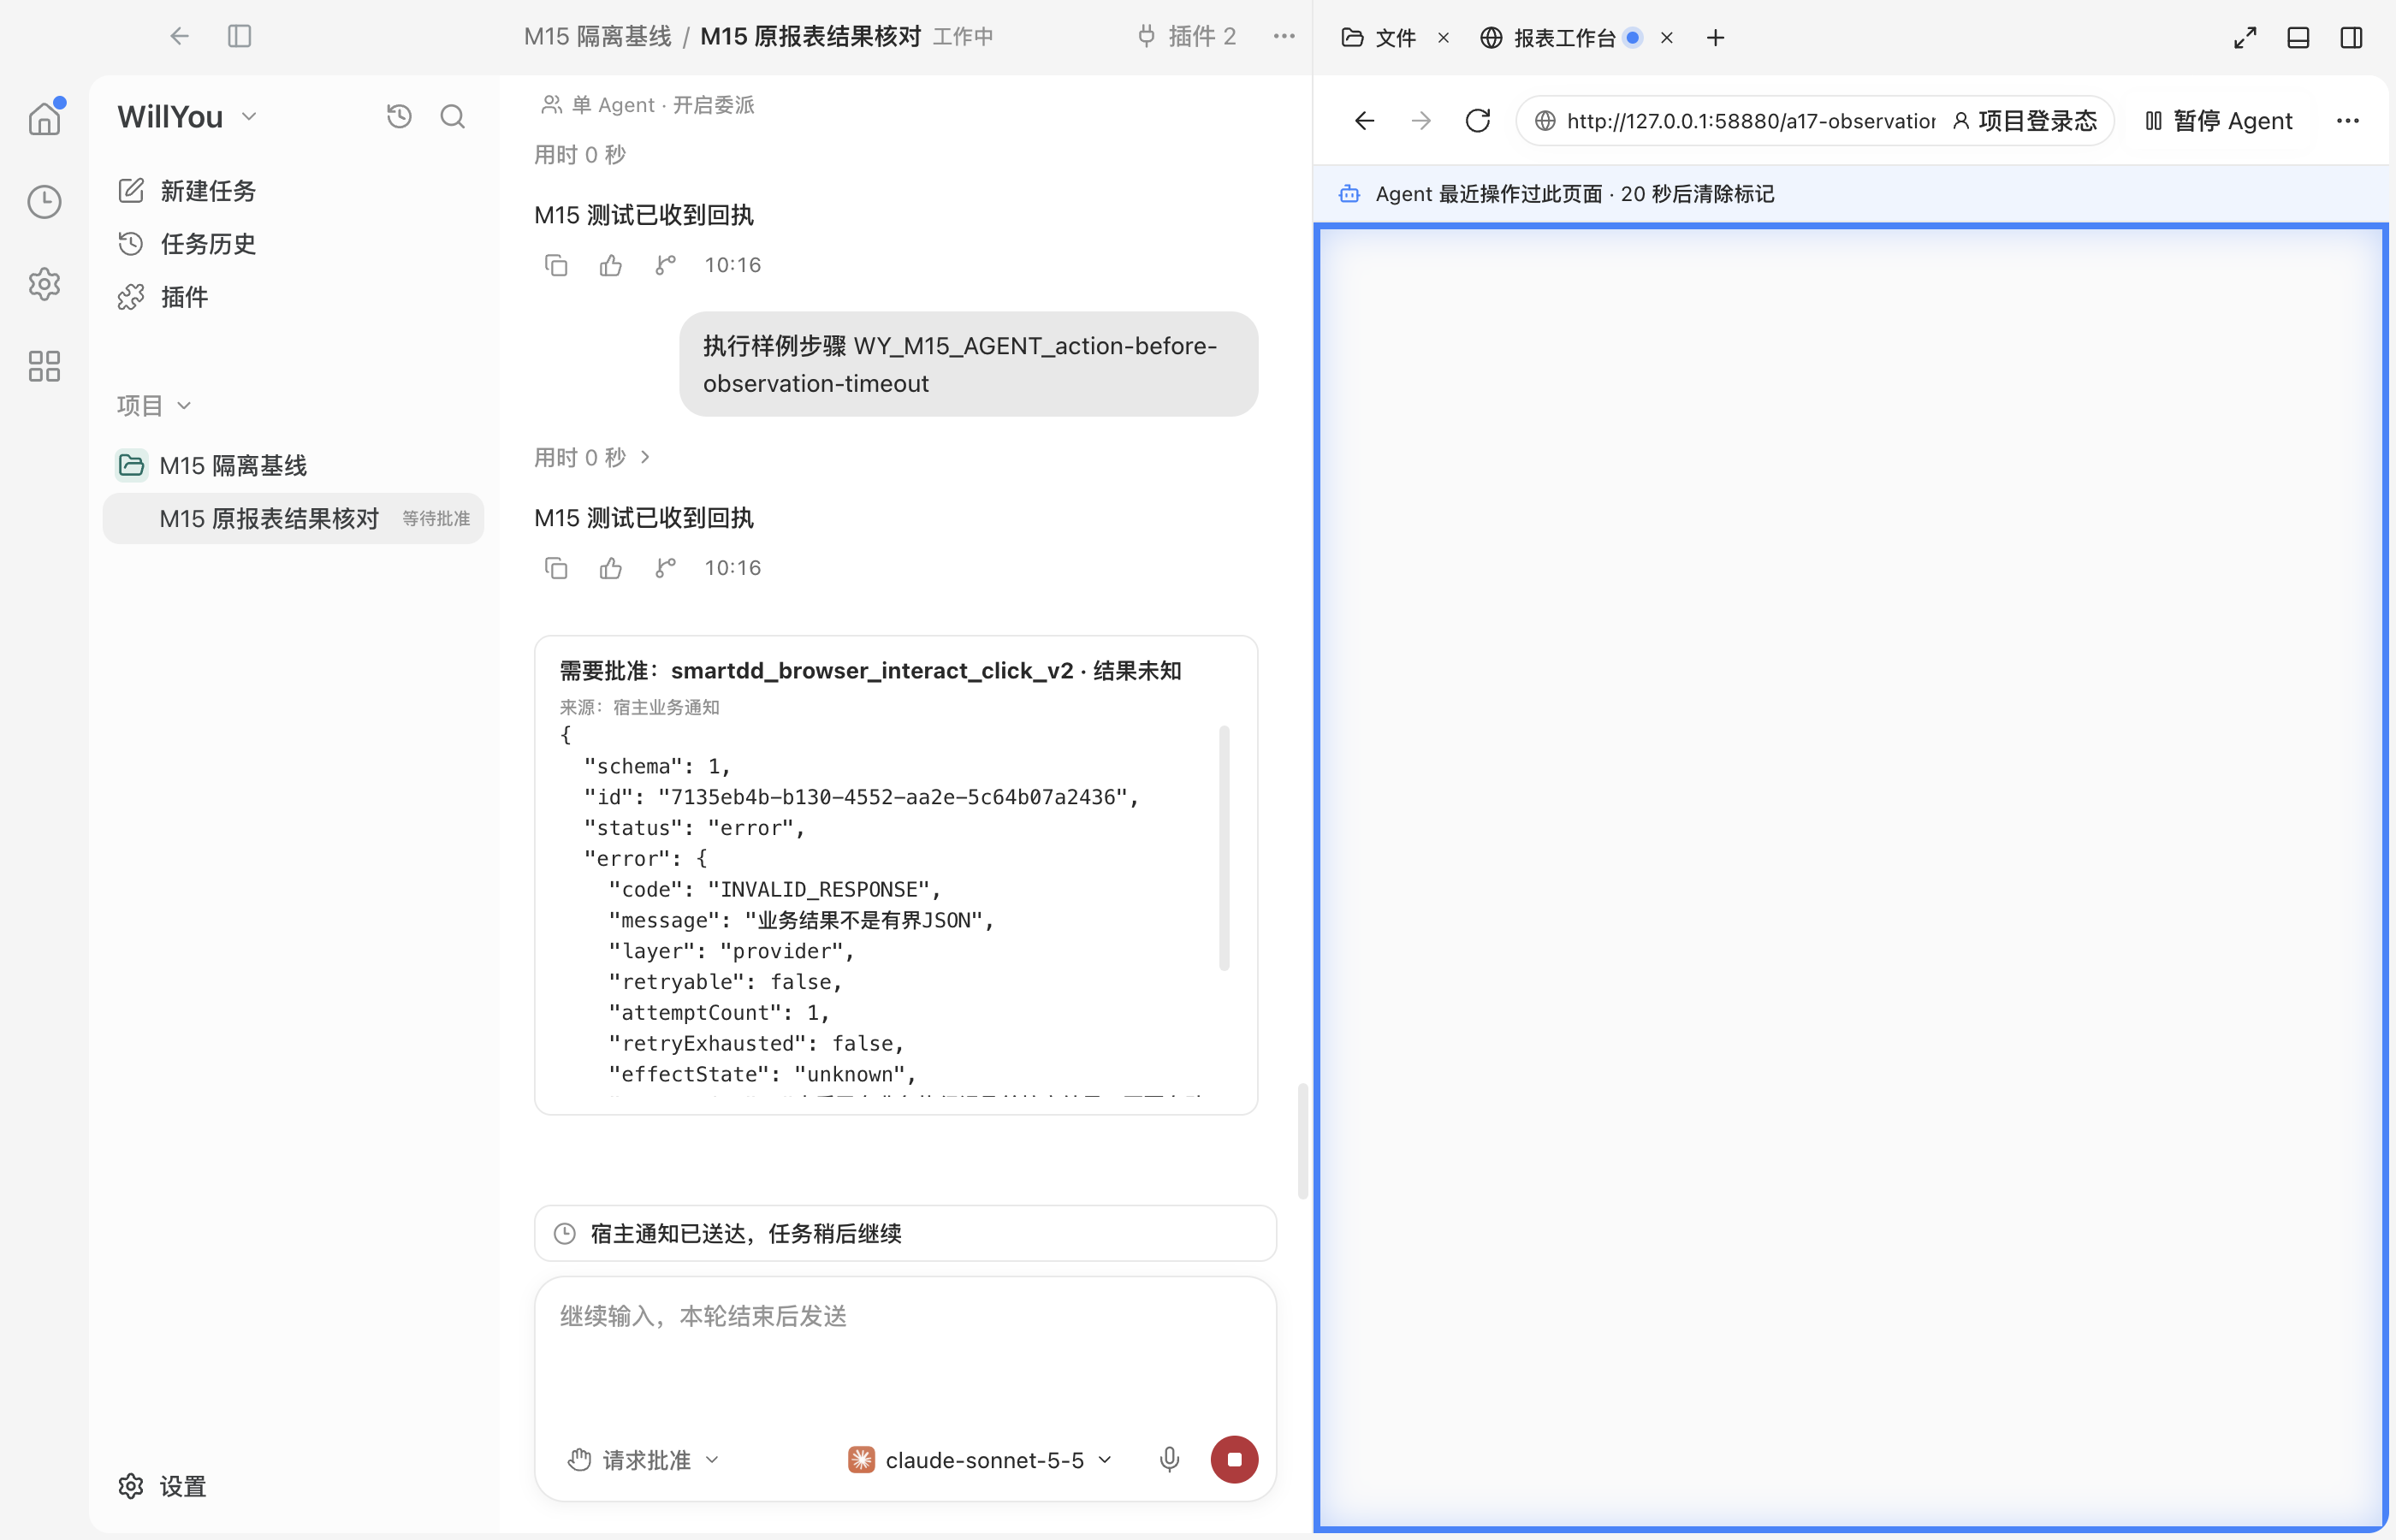 M15 隔离基线 / M15 原报表结果核对 工作中
插件 2
文件
报表工作台
WillYou
新建任务
任务历史
插件
项目
M15 隔离基线
M15 原报表结果核对 等待批准
设置
单 Agent · 开启委派
用时 0 秒
M15 测试已收到回执
10:16
执行样例步骤 WY_M15_AGENT_action-before-
observation-timeout
用时 0 秒
M15 测试已收到回执
10:16
需要批准：smartdd_browser_interact_click_v2 · 结果未知
来源：宿主业务通知
{
"schema": 1,
"id": "7135eb4b-b130-4552-aa2e-5c64b07a2436",
"status": "error",
"error": {
"code": "INVALID_RESPONSE",
"message": "业务结果不是有界JSON",
"layer": "provider",
"retryable": false,
"attemptCount": 1,
"retryExhausted": false,
"effectState": "unknown",
宿主通知已送达，任务稍后继续
继续输入，本轮结束后发送
请求批准
claude-sonnet-5-5
http://127.0.0.1:58880/a17-observation
项目登录态
暂停 Agent
Agent 最近操作过此页面 · 20 秒后清除标记